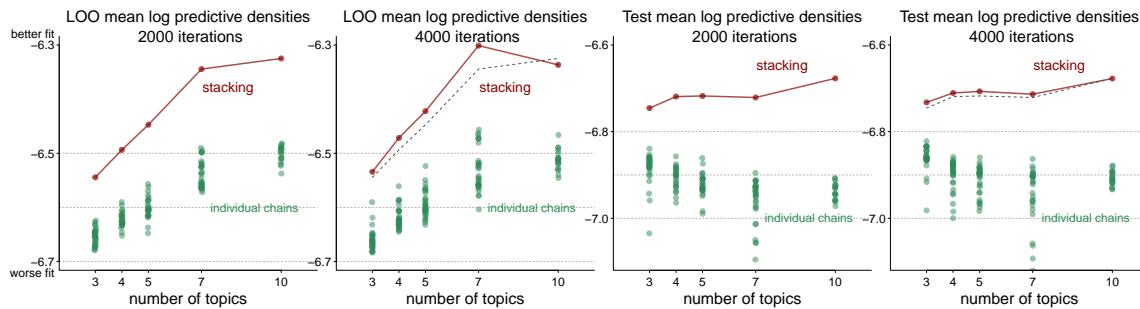 LOO mean log predictive densities
2000 iterations
better fit
−6.3
−6.5
−6.7
worse fit
stacking
individual chains
3 4 5 7 10
number of topics
LOO mean log predictive densities
4000 iterations
−6.3
−6.5
−6.7
stacking
individual chains
3 4 5 7 10
number of topics
Test mean log predictive densities
2000 iterations
−6.6
−6.8
−7.0
stacking
individual chains
3 4 5 7 10
number of topics
Test mean log predictive densities
4000 iterations
−6.6
−6.8
−7.0
stacking
individual chains
3 4 5 7 10
number of topics